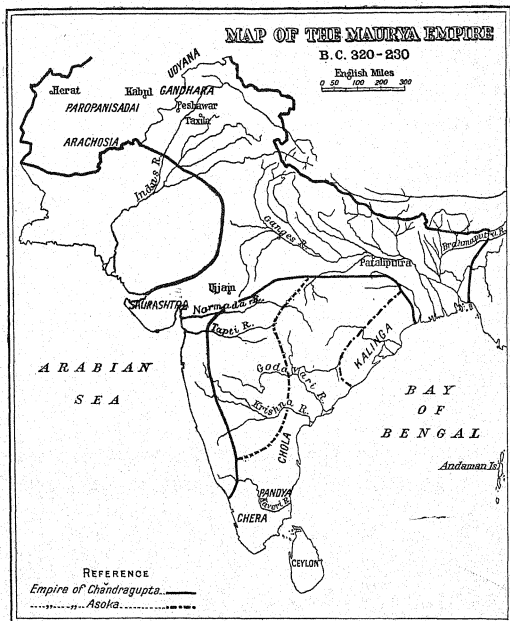 MAP OF THE MAURYA EMPIRE
B.C. 320-230
English Miles
0 50 100 200 300
UDYANA
Herat
Kabul
GANDHARA
PAROPANISADAI
Peshawar
Taxila
ARACHOSIA
Indus R.
Ganges R.
Brahmaputra R.
Pataliputra
Ujjain
SAURASHTRA
Normada R.
Tapti R.
KALINGA
ARABIAN
SEA
Godavari R.
Krishna R.
BAY
OF
BENGAL
CHOLA
Andaman Is.
PANDYA
Kaveri R.
CHERA
CEYLON
REFERENCE
Empire of Chandragupta
..,,.. ..,,.. Asoka